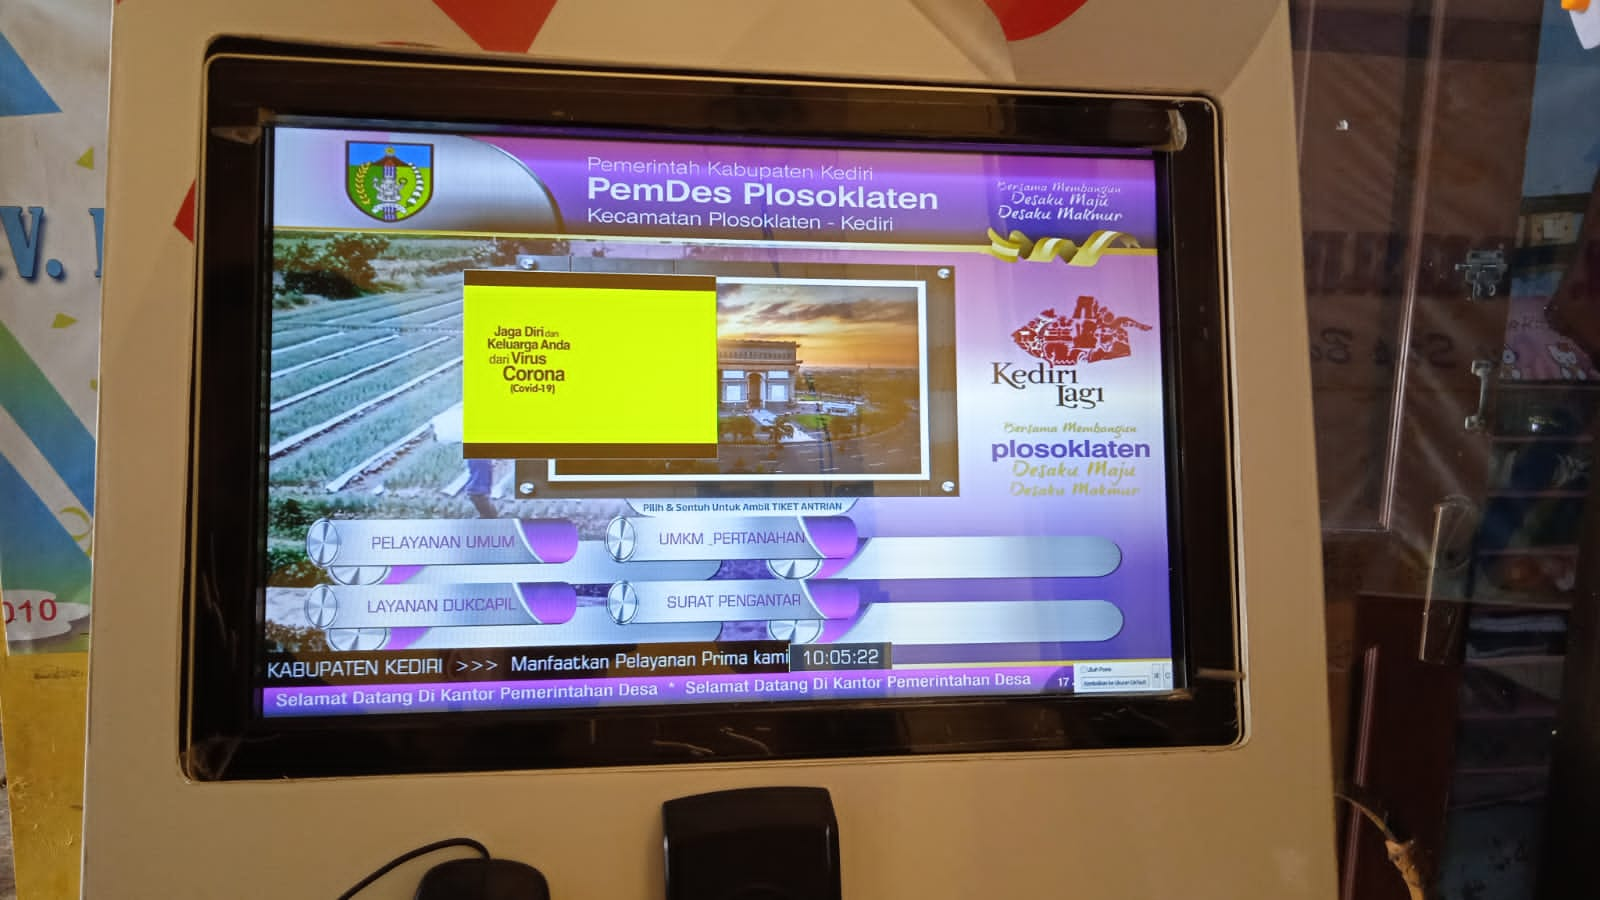 Pemerintah Kabupaten Kediri
PemDes Plosoklaten
Kecamatan Plosoklaten - Kediri
Bersama Membangun
Desaku Maju
Desaku Makmur
Jaga Diri dan
Keluarga Anda
dari Virus
Corona
(Covid-19)
Kediri
Lagi
Bersama Membangun
plosoklaten
Desaku Maju
Desaku Makmur
Pilih & Sentuh Untuk Ambil TIKET ANTRIAN
PELAYANAN UMUM
UMKM _PERTANAHAN
LAYANAN DUKCAPIL
SURAT PENGANTAR
KABUPATEN KEDIRI >>> Manfaatkan Pelayanan Prima kami
10:05:22
Selamat Datang Di Kantor Pemerintahan Desa * Selamat Datang Di Kantor Pemerintahan Desa
17
V.
010